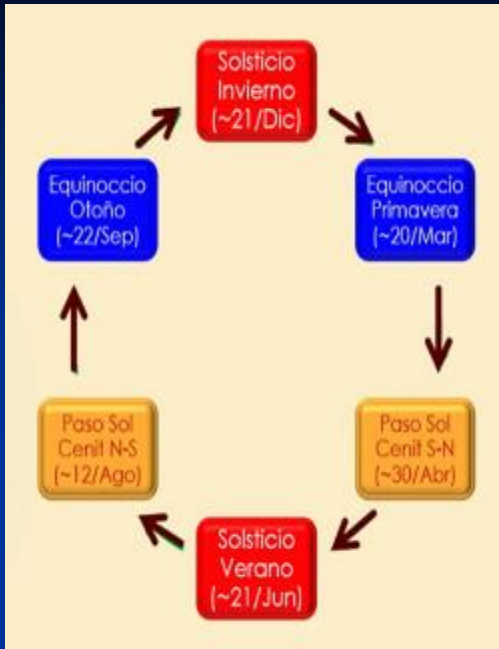 Solsticio
Invierno
(~21/Dic)
Equinoccio
Primavera
(~20/Mar)
Paso Sol
Cenit S-N
(~30/Abr)
Solsticio
Verano
(~21/Jun)
Paso Sol
Cenit N-S
(~12/Ago)
Equinoccio
Otoño
(~22/Sep)